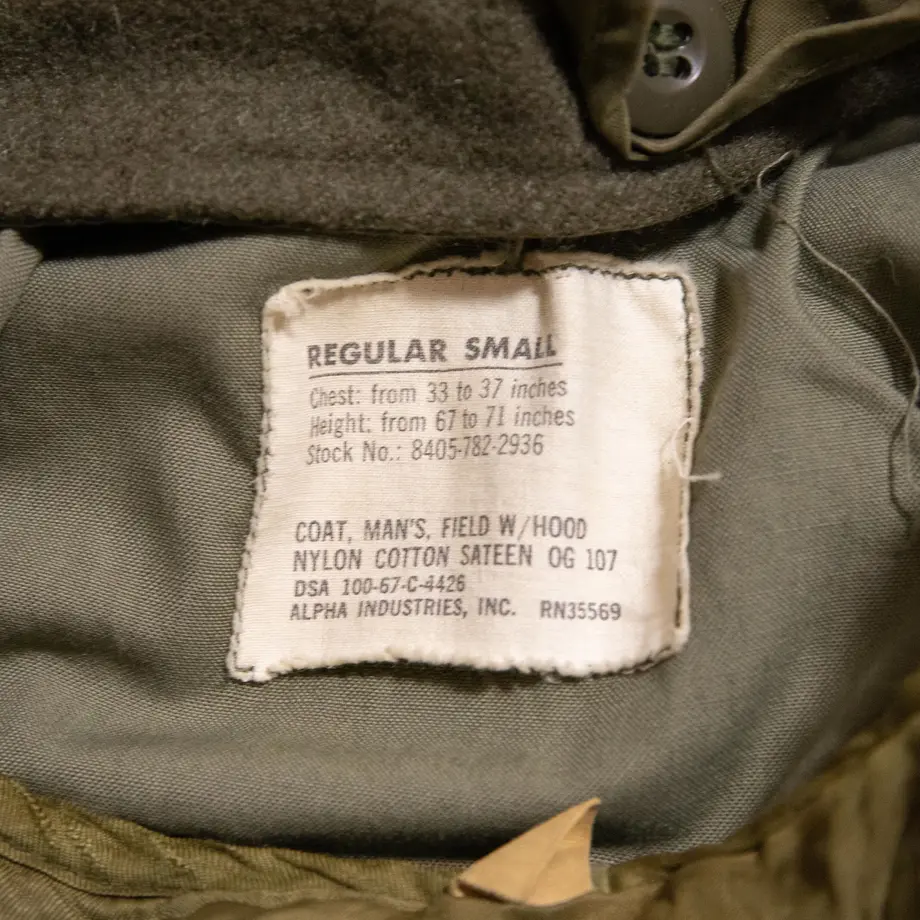 REGULAR SMALL
Chest: from 33 to 37 inches
Height: from 67 to 71 inches
Stock No.: 8405-782-2936
COAT, MAN'S, FIELD W/HOOD
NYLON COTTON SATEEN OG 107
DSA 100-67-C-4426
ALPHA INDUSTRIES, INC. RN35569